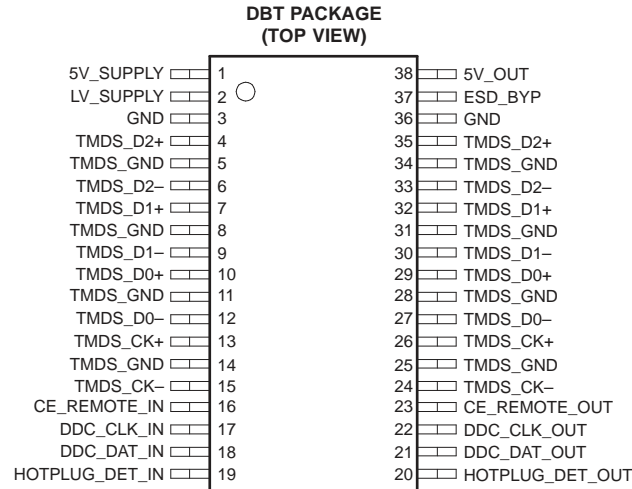 DBT PACKAGE
(TOP VIEW)
5V_SUPPLY 1 38 5V_OUT
LV_SUPPLY 2 37 ESD_BYP
GND 3 36 GND
TMDS_D2+ 4 35 TMDS_D2+
TMDS_GND 5 34 TMDS_GND
TMDS_D2– 6 33 TMDS_D2–
TMDS_D1+ 7 32 TMDS_D1+
TMDS_GND 8 31 TMDS_GND
TMDS_D1– 9 30 TMDS_D1–
TMDS_D0+ 10 29 TMDS_D0+
TMDS_GND 11 28 TMDS_GND
TMDS_D0– 12 27 TMDS_D0–
TMDS_CK+ 13 26 TMDS_CK+
TMDS_GND 14 25 TMDS_GND
TMDS_CK– 15 24 TMDS_CK–
CE_REMOTE_IN 16 23 CE_REMOTE_OUT
DDC_CLK_IN 17 22 DDC_CLK_OUT
DDC_DAT_IN 18 21 DDC_DAT_OUT
HOTPLUG_DET_IN 19 20 HOTPLUG_DET_OUT